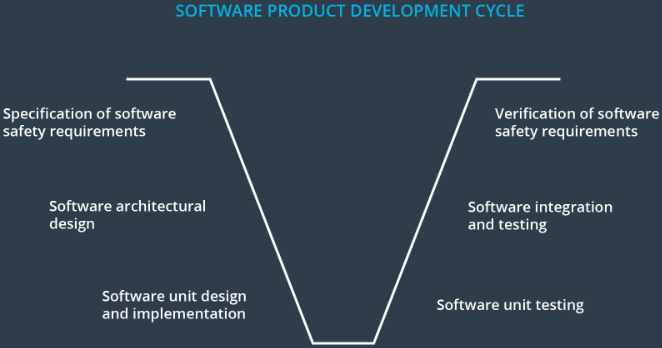 SOFTWARE PRODUCT DEVELOPMENT CYCLE
Specification of software
safety requirements
Verification of software
safety requirements
Software architectural
design
Software integration
and testing
Software unit design
and implementation
Software unit testing